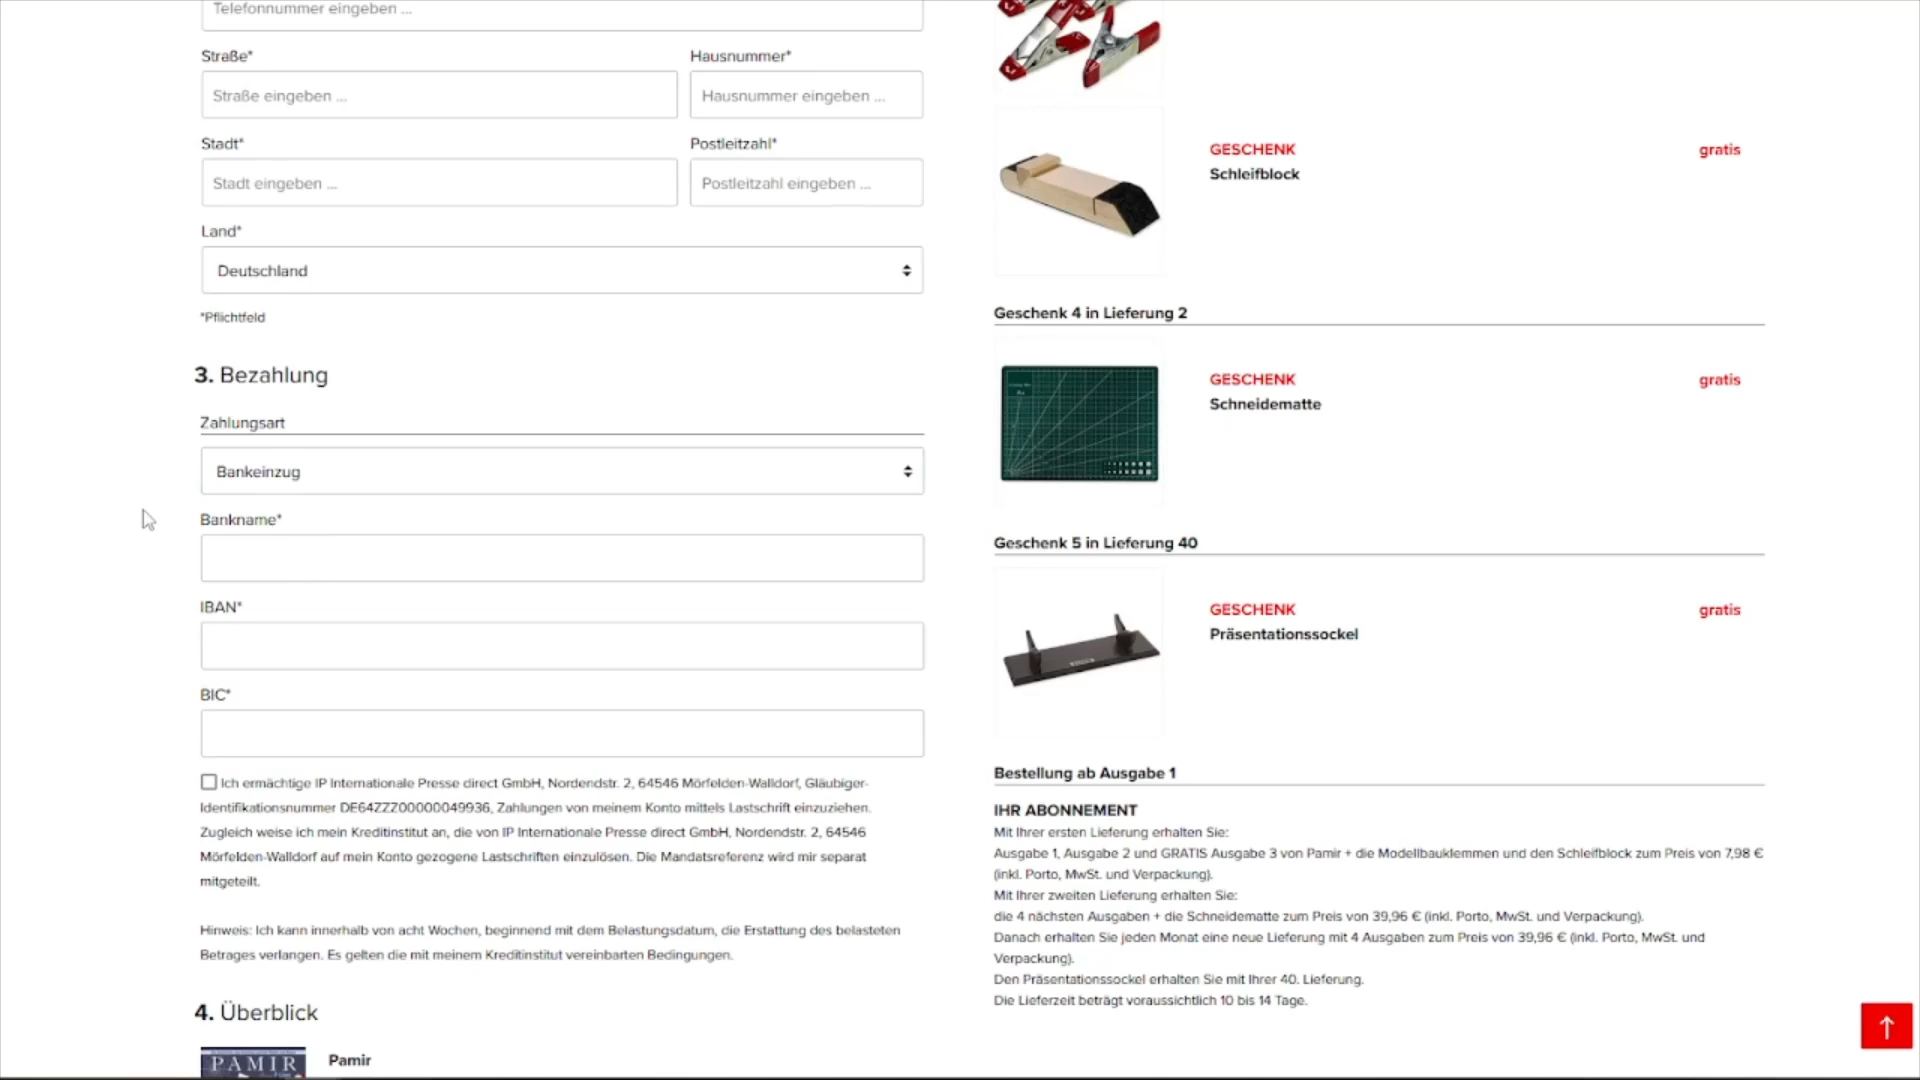 Telefonnummer eingeben ...
Straße*
Hausnummer*
Straße eingeben ...
Hausnummer eingeben ...
Stadt*
Postleitzahl*
Stadt eingeben ...
Postleitzahl eingeben ...
Land*
Deutschland
*Pflichtfeld
3. Bezahlung
Zahlungsart
Bankeinzug
Bankname*
IBAN*
BIC*
Ich ermächtige IP Internationale Presse direct GmbH, Nordendstr. 2, 64546 Mörfelden-Walldorf, Gläubiger-
Identifikationsnummer DE64ZZZ00000049936, Zahlungen von meinem Konto mittels Lastschrift einzuziehen.
Zugleich weise ich mein Kreditinstitut an, die von IP Internationale Presse direct GmbH, Nordendstr. 2, 64546
Mörfelden-Walldorf auf mein Konto gezogene Lastschriften einzulösen. Die Mandatsreferenz wird mir separat
mitgeteilt.
Hinweis: Ich kann innerhalb von acht Wochen, beginnend mit dem Belastungsdatum, die Erstattung des belasteten
Betrages verlangen. Es gelten die mit meinem Kreditinstitut vereinbarten Bedingungen.
4. Überblick
PAMIR
Pamir
GESCHENK
gratis
Schleifblock
Geschenk 4 in Lieferung 2
GESCHENK
gratis
Schneidematte
Geschenk 5 in Lieferung 40
GESCHENK
gratis
Präsentationssockel
Bestellung ab Ausgabe 1
IHR ABONNEMENT
Mit Ihrer ersten Lieferung erhalten Sie:
Ausgabe 1, Ausgabe 2 und GRATIS Ausgabe 3 von Pamir + die Modellbauklemmen und den Schleifblock zum Preis von 7,98 €
(inkl. Porto, MwSt. und Verpackung).
Mit Ihrer zweiten Lieferung erhalten Sie:
die 4 nächsten Ausgaben + die Schneidematte zum Preis von 39,96 € (inkl. Porto, MwSt. und Verpackung).
Danach erhalten Sie jeden Monat eine neue Lieferung mit 4 Ausgaben zum Preis von 39,96 € (inkl. Porto, MwSt. und
Verpackung).
Den Präsentationssockel erhalten Sie mit Ihrer 40. Lieferung.
Die Lieferzeit beträgt voraussichtlich 10 bis 14 Tage.